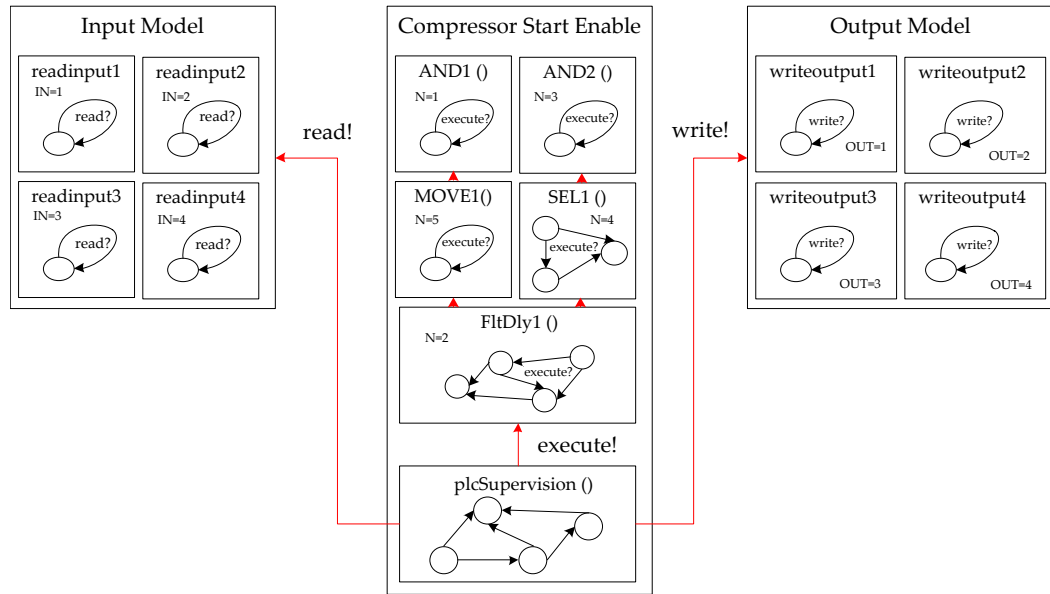 Input Model
readinput1
IN=1
read?
readinput2
IN=2
read?
readinput3
IN=3
read?
readinput4
IN=4
read?
read!
Compressor Start Enable
AND1 ()
N=1
execute?
AND2 ()
N=3
execute?
MOVE1()
N=5
execute?
SEL1 ()
N=4
execute?
FltDly1 ()
N=2
execute?
execute!
plcSupervision ()
write!
Output Model
writeoutput1
write?
OUT=1
writeoutput2
write?
OUT=2
writeoutput3
write?
OUT=3
writeoutput4
write?
OUT=4